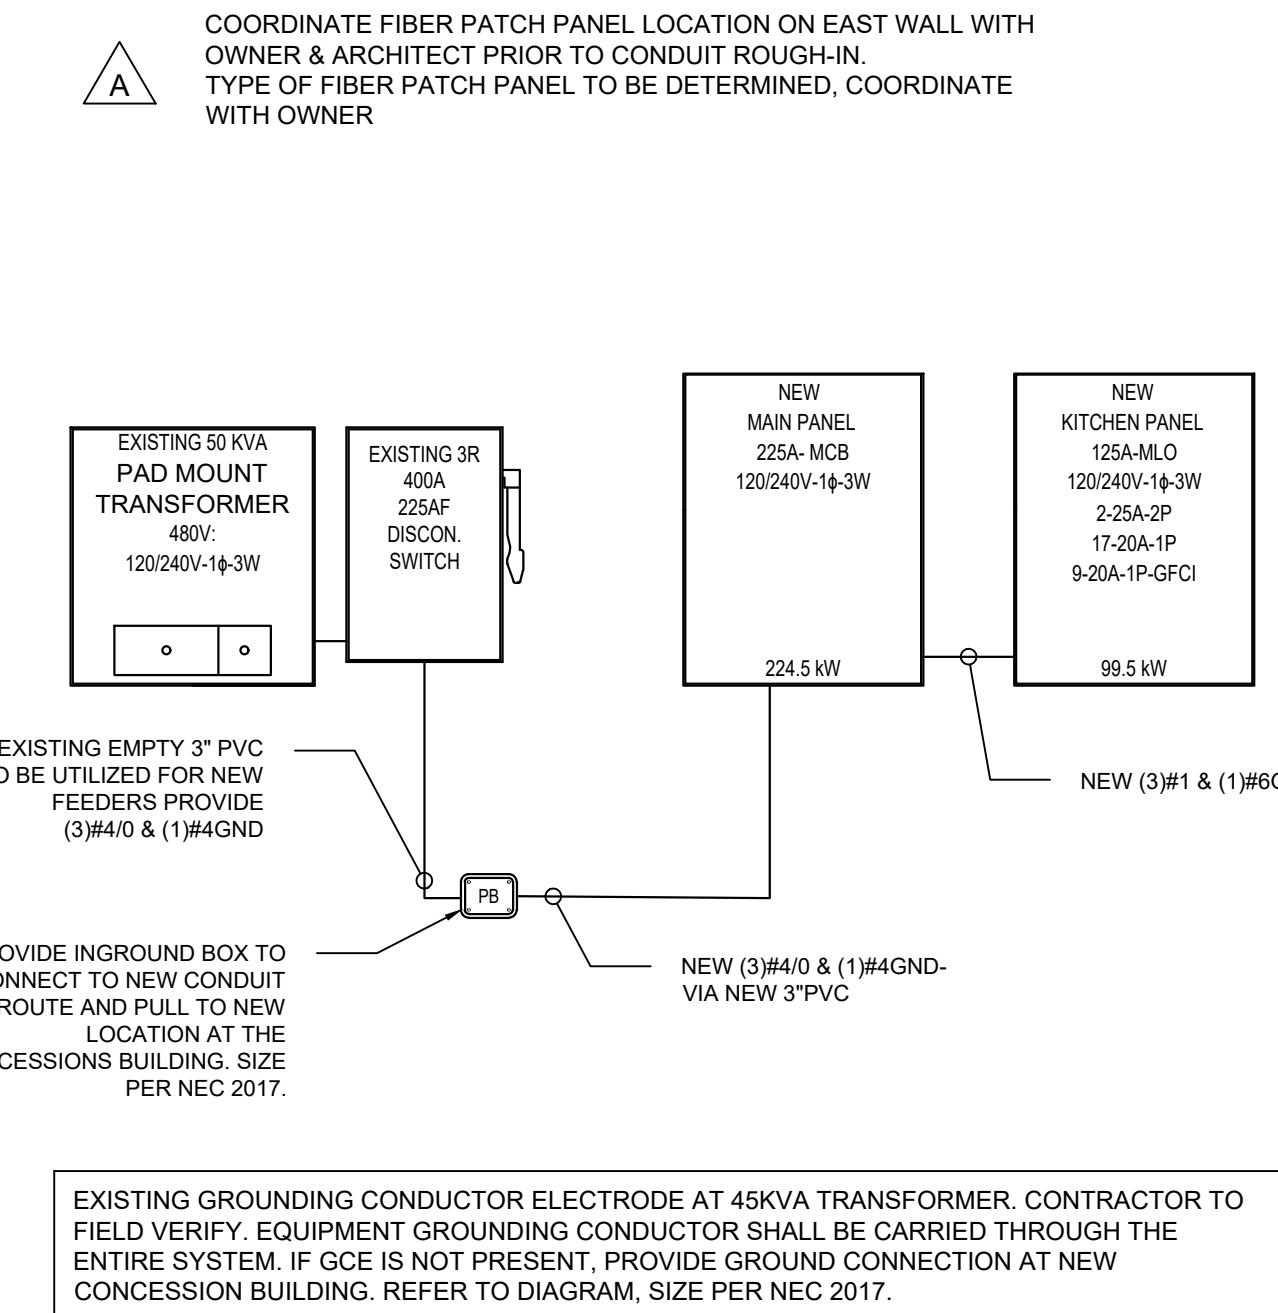 COORDINATE FIBER PATCH PANEL LOCATION ON EAST WALL WITH
OWNER & ARCHITECT PRIOR TO CONDUIT ROUGH-IN.
A
TYPE OF FIBER PATCH PANEL TO BE DETERMINED, COORDINATE
WITH OWNER
EXISTING 50 KVA
PAD MOUNT
TRANSFORMER
480V:
120/240V-1ϕ-3W
EXISTING 3R
400A
225AF
DISCON.
SWITCH
NEW
MAIN PANEL
225A- MCB
120/240V-1ϕ-3W
224.5 kW
NEW
KITCHEN PANEL
125A-MLO
120/240V-1ϕ-3W
2-25A-2P
17-20A-1P
9-20A-1P-GFCI
99.5 kW
EXISTING EMPTY 3" PVC
BE UTILIZED FOR NEW
FEEDERS PROVIDE
(3)#4/0 & (1)#4GND
NEW (3)#1 & (1)#6
PB
INGROUND BOX TO
TO NEW CONDUIT
ROUTE AND PULL TO NEW
LOCATION AT THE
BUILDING. SIZE
PER NEC 2017.
NEW (3)#4/0 & (1)#4GND-
VIA NEW 3"PVC
EXISTING GROUNDING CONDUCTOR ELECTRODE AT 45KVA TRANSFORMER. CONTRACTOR TO
FIELD VERIFY. EQUIPMENT GROUNDING CONDUCTOR SHALL BE CARRIED THROUGH THE
ENTIRE SYSTEM. IF GCE IS NOT PRESENT, PROVIDE GROUND CONNECTION AT NEW
CONCESSION BUILDING. REFER TO DIAGRAM, SIZE PER NEC 2017.